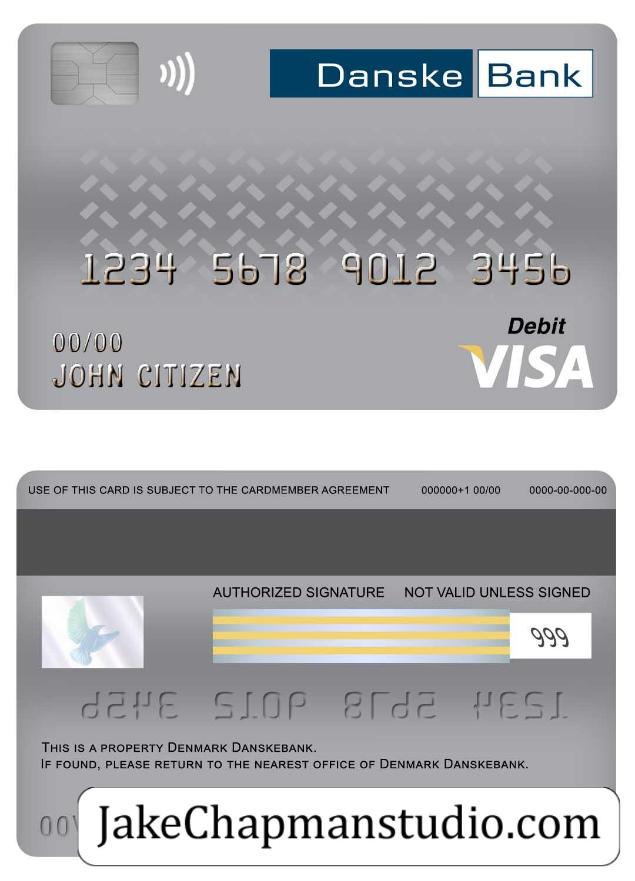 Danske Bank
1234 5678 9012 3456
00/00
JOHN CITIZEN
Debit
VISA
USE OF THIS CARD IS SUBJECT TO THE CARDMEMBER AGREEMENT 000000+1 00/00 0000-00-000-00
AUTHORIZED SIGNATURE NOT VALID UNLESS SIGNED
999
THIS IS A PROPERTY DENMARK DANSKEBANK.
IF FOUND, PLEASE RETURN TO THE NEAREST OFFICE OF DENMARK DANSKEBANK.
JakeChapmanstudio.com